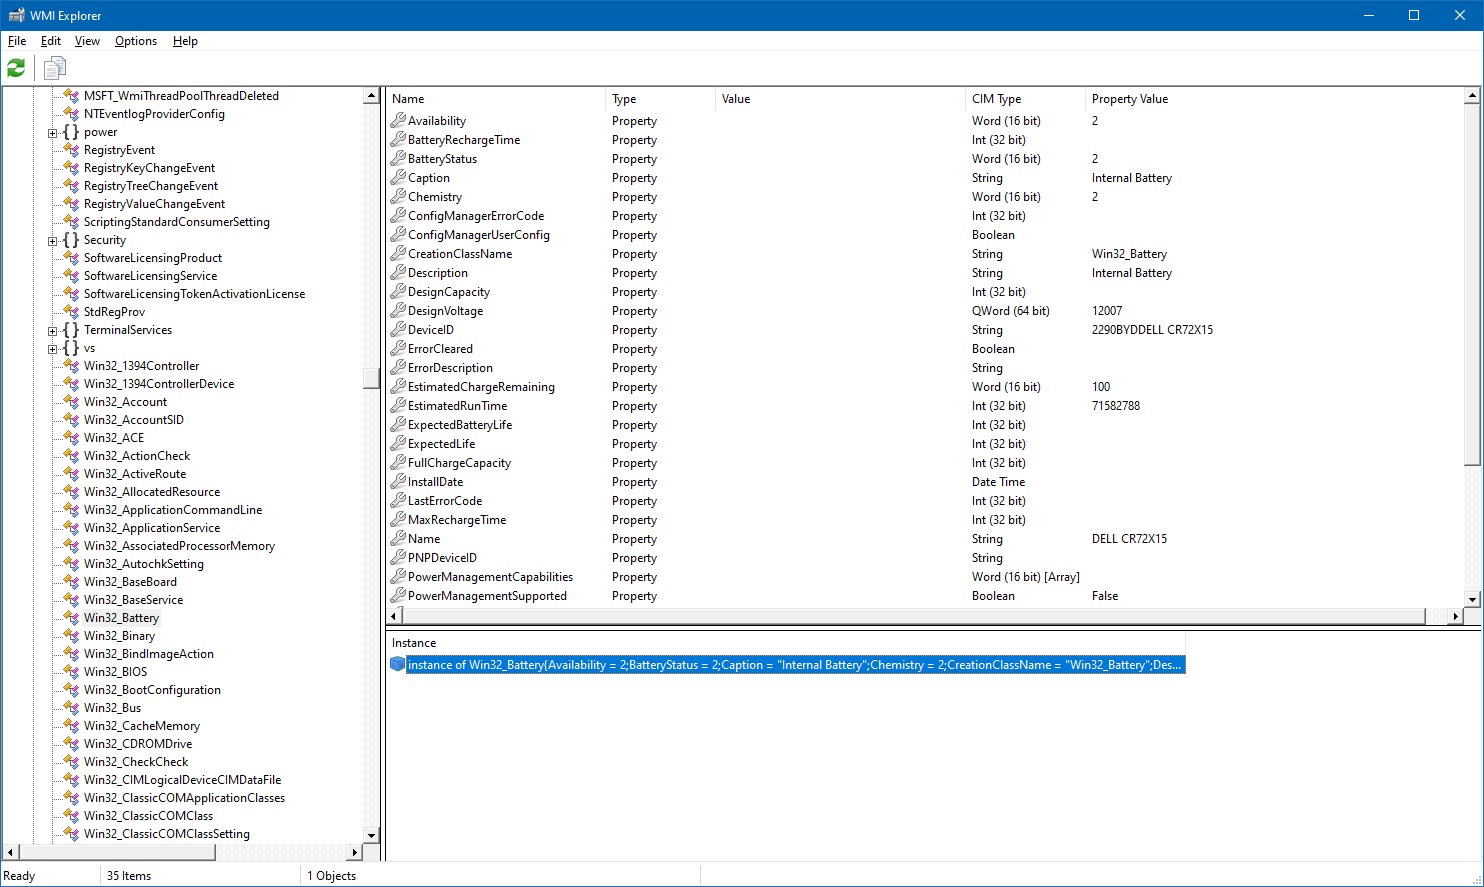 WMI Explorer
File Edit View Options Help
MSFT_WmiThreadPoolThreadDeleted
NTEventlogProviderConfig
power
RegistryEvent
RegistryKeyChangeEvent
RegistryTreeChangeEvent
RegistryValueChangeEvent
ScriptingStandardConsumerSetting
Security
SoftwareLicensingProduct
SoftwareLicensingService
SoftwareLicensingTokenActivationLicense
StdRegProv
TerminalServices
vs
Win32_1394Controller
Win32_1394ControllerDevice
Win32_Account
Win32_AccountSID
Win32_ACE
Win32_ActionCheck
Win32_ActiveRoute
Win32_AllocatedResource
Win32_ApplicationCommandLine
Win32_ApplicationService
Win32_AssociatedProcessorMemory
Win32_AutochkSetting
Win32_BaseBoard
Win32_BaseService
Win32_Battery
Win32_Binary
Win32_BindImageAction
Win32_BIOS
Win32_BootConfiguration
Win32_Bus
Win32_CacheMemory
Win32_CDROMDrive
Win32_CheckCheck
Win32_CIMLogicalDeviceCIMDataFile
Win32_ClassicCOMApplicationClasses
Win32_ClassicCOMClass
Win32_ClassicCOMClassSetting
Name Type Value CIM Type Property Value
Availability Property Word (16 bit) 2
BatteryRechargeTime Property Int (32 bit)
BatteryStatus Property Word (16 bit) 2
Caption Property String Internal Battery
Chemistry Property Word (16 bit) 2
ConfigManagerErrorCode Property Int (32 bit)
ConfigManagerUserConfig Property Boolean
CreationClassName Property String Win32_Battery
Description Property String Internal Battery
DesignCapacity Property Int (32 bit)
DesignVoltage Property QWord (64 bit) 12007
DeviceID Property String 2290BYDDELL CR72X15
ErrorCleared Property Boolean
ErrorDescription Property String
EstimatedChargeRemaining Property Word (16 bit) 100
EstimatedRunTime Property Int (32 bit) 71582788
ExpectedBatteryLife Property Int (32 bit)
ExpectedLife Property Int (32 bit)
FullChargeCapacity Property Int (32 bit)
InstallDate Property Date Time
LastErrorCode Property Int (32 bit)
MaxRechargeTime Property Int (32 bit)
Name Property String DELL CR72X15
PNPDeviceID Property String
PowerManagementCapabilities Property Word (16 bit) [Array]
PowerManagementSupported Property Boolean False
Instance
instance of Win32_Battery{Availability = 2;BatteryStatus = 2;Caption = "Internal Battery";Chemistry = 2;CreationClassName = "Win32_Battery";Des...
Ready 35 Items 1 Objects